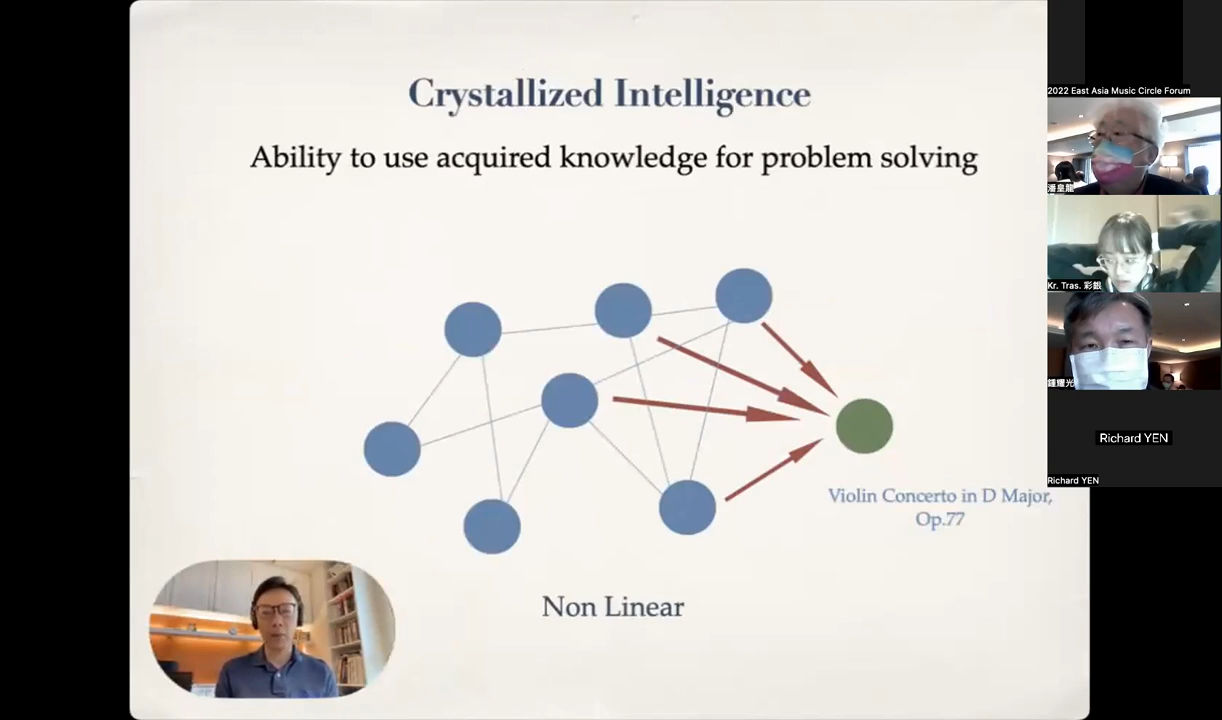 Crystallized Intelligence
Ability to use acquired knowledge for problem solving
Violin Concerto in D Major,
Op.77
Non Linear
2022 East Asia Music Circle Forum
潘皇龍
Kr. Tras. 彩銀
鍾耀光
Richard YEN
Richard YEN